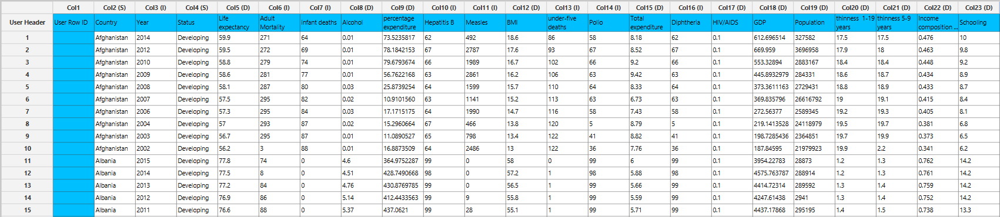 Col1 Col2 (S) Col3 (I) Col4 (S) Col5 (D) Col6 (I) Col7 (I) Col8 (D) Col9 (D) Col10 (I) Col11 (I) Col12 (D) Col13 (I) Col14 (I) Col15 (D) Col16 (I) Col17 (D) Col18 (D) Col19 (D) Col20 (D) Col21 (D) Col22 (D) Col23 (D)
User Header User Row ID Country Year Status Life expectancy Adult Mortality infant deaths Alcohol percentage expenditure Hepatitis B Measles BMI under-five deaths Polio Total expenditure Diphtheria HIV/AIDS GDP Population thinness 1-19 years thinness 5-9 years Income composition ... Schooling
1 Afghanistan 2014 Developing 59.9 271 64 0.01 73.5235817 62 492 18.6 86 58 8.18 62 0.1 612.696514 327582 17.5 17.5 0.476 10
2 Afghanistan 2012 Developing 59.5 272 69 0.01 78.1842153 67 2787 17.6 93 67 8.52 67 0.1 669.959 3696958 17.9 18 0.463 9.8
3 Afghanistan 2010 Developing 58.8 279 74 0.01 79.6793674 66 1989 16.7 102 66 9.2 66 0.1 553.32894 2883167 18.4 18.4 0.448 9.2
4 Afghanistan 2009 Developing 58.6 281 77 0.01 56.7622168 63 2861 16.2 106 63 9.42 63 0.1 445.8932979 284331 18.6 18.7 0.434 8.9
5 Afghanistan 2008 Developing 58.1 287 80 0.03 25.8739254 64 1599 15.7 110 64 8.33 64 0.1 373.3611163 2729431 18.8 18.9 0.433 8.7
6 Afghanistan 2007 Developing 57.5 295 82 0.02 10.9101560 63 1141 15.2 113 63 6.73 63 0.1 369.835796 26616792 19 19.1 0.415 8.4
7 Afghanistan 2006 Developing 57.3 295 84 0.03 17.1715175 64 1990 14.7 116 58 7.43 58 0.1 272.56377 2589345 19.2 19.3 0.405 8.1
8 Afghanistan 2004 Developing 57 293 87 0.02 15.2960664 67 466 13.8 120 5 8.79 5 0.1 219.1413528 24118979 19.5 19.7 0.381 6.8
9 Afghanistan 2003 Developing 56.7 295 87 0.01 11.0890527 65 798 13.4 122 41 8.82 41 0.1 198.7285436 2364851 19.7 19.9 0.373 6.5
10 Afghanistan 2002 Developing 56.2 3 88 0.01 16.8873509 64 2486 13 122 36 7.76 36 0.1 187.84595 21979923 19.9 2.2 0.341 6.2
11 Albania 2015 Developing 77.8 74 0 4.6 364.9752287 99 0 58 0 99 6 99 0.1 3954.22783 28873 1.2 1.3 0.762 14.2
12 Albania 2014 Developing 77.5 8 0 4.51 428.7490668 98 0 57.2 1 98 5.88 98 0.1 4575.763787 288914 1.2 1.3 0.761 14.2
13 Albania 2013 Developing 77.2 84 0 4.76 430.8769785 99 0 56.5 1 99 5.66 99 0.1 4414.72314 289592 1.3 1.4 0.759 14.2
14 Albania 2012 Developing 76.9 86 0 5.14 412.4433563 99 9 55.8 1 99 5.59 99 0.1 4247.61438 2941 1.3 1.4 0.752 14.2
15 Albania 2011 Developing 76.6 88 0 5.37 437.0621 99 28 55.1 1 99 5.71 99 0.1 4437.17868 295195 1.4 1.5 0.738 13.3